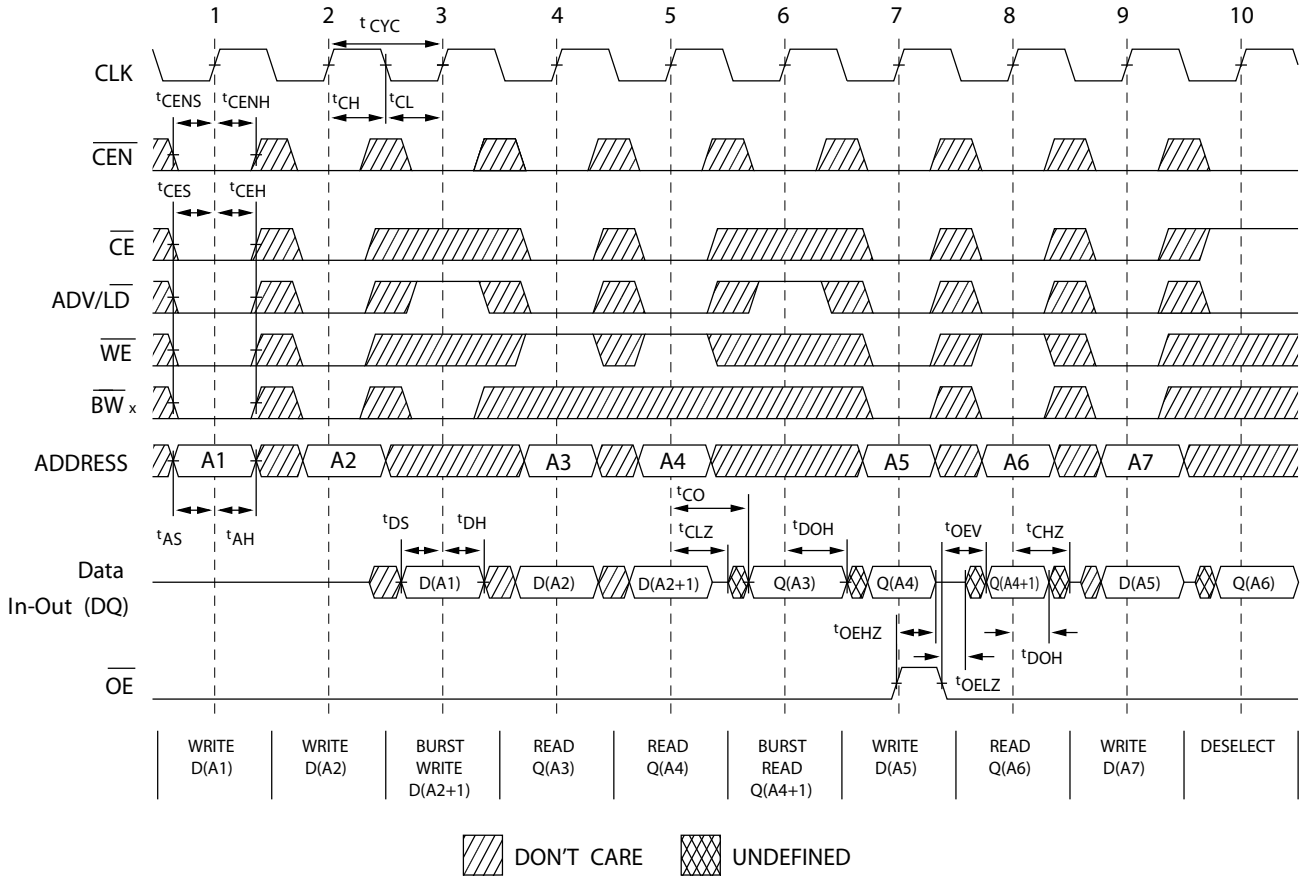 1 2 3 4 5 6 7 8 9 10
tCYC
CLK
tCENS tCENH tCH tCL
CEN
tCES tCEH
CE
ADV/LD
WE
BWx
ADDRESS A1 A2 A3 A4 A5 A6 A7
tCO
tAS tAH tDS tDH tCLZ tDOH tOEV tCHZ
Data
In-Out (DQ)
D(A1) D(A2) D(A2+1) Q(A3) Q(A4) Q(A4+1) D(A5) Q(A6)
tOEHZ tDOH
tOELZ
OE
WRITE
D(A1)
WRITE
D(A2)
BURST
WRITE
D(A2+1)
READ
Q(A3)
READ
Q(A4)
BURST
READ
Q(A4+1)
WRITE
D(A5)
READ
Q(A6)
WRITE
D(A7)
DESELECT
DON'T CARE UNDEFINED